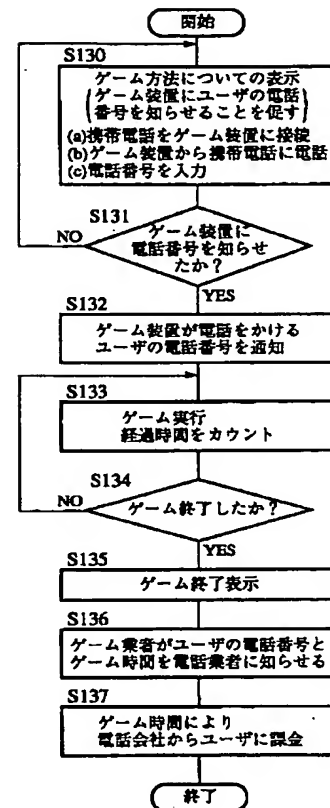 開始
S130
ゲーム方法についての表示
(ゲーム装置にユーザの電話
番号を知らせることを促す)
(a)携帯電話をゲーム装置に接続
(b)ゲーム装置から携帯電話に電話
(c)電話番号を入力
S131
ゲーム装置に
電話番号を知らせ
たか？
NO
YES
S132
ゲーム装置が電話をかける
ユーザの電話番号を通知
S133
ゲーム実行
経過時間をカウント
S134
ゲーム終了したか？
NO
YES
S135
ゲーム終了表示
S136
ゲーム業者がユーザの電話番号と
ゲーム時間を電話業者に知らせる
S137
ゲーム時間により
電話会社からユーザに課金
終了